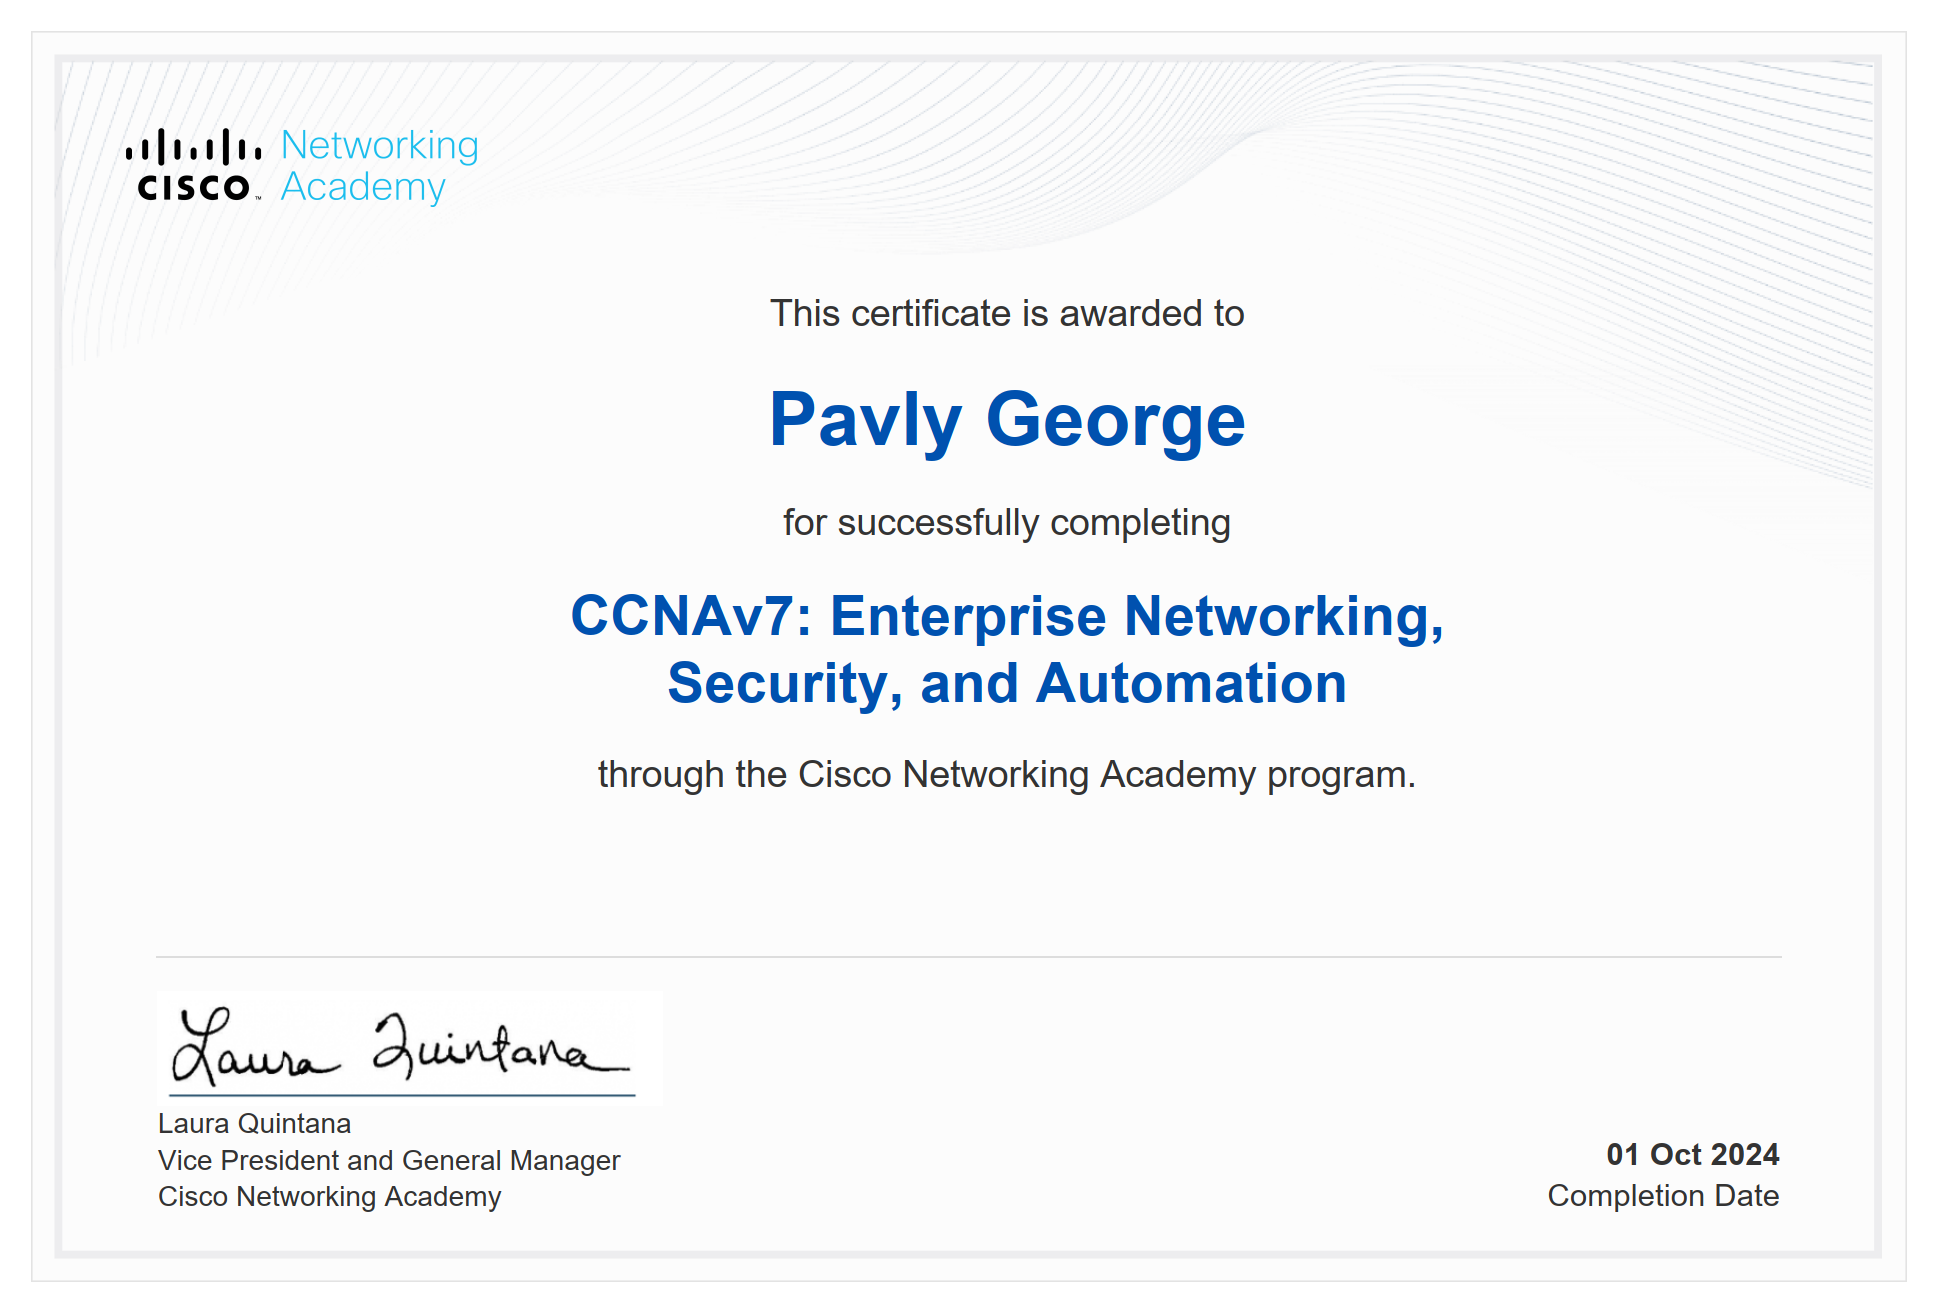 CISCO™ Networking
Academy
This certificate is awarded to
Pavly George
for successfully completing
CCNAv7: Enterprise Networking,
Security, and Automation
through the Cisco Networking Academy program.
Laura Quintana
Laura Quintana
Vice President and General Manager
Cisco Networking Academy
01 Oct 2024
Completion Date